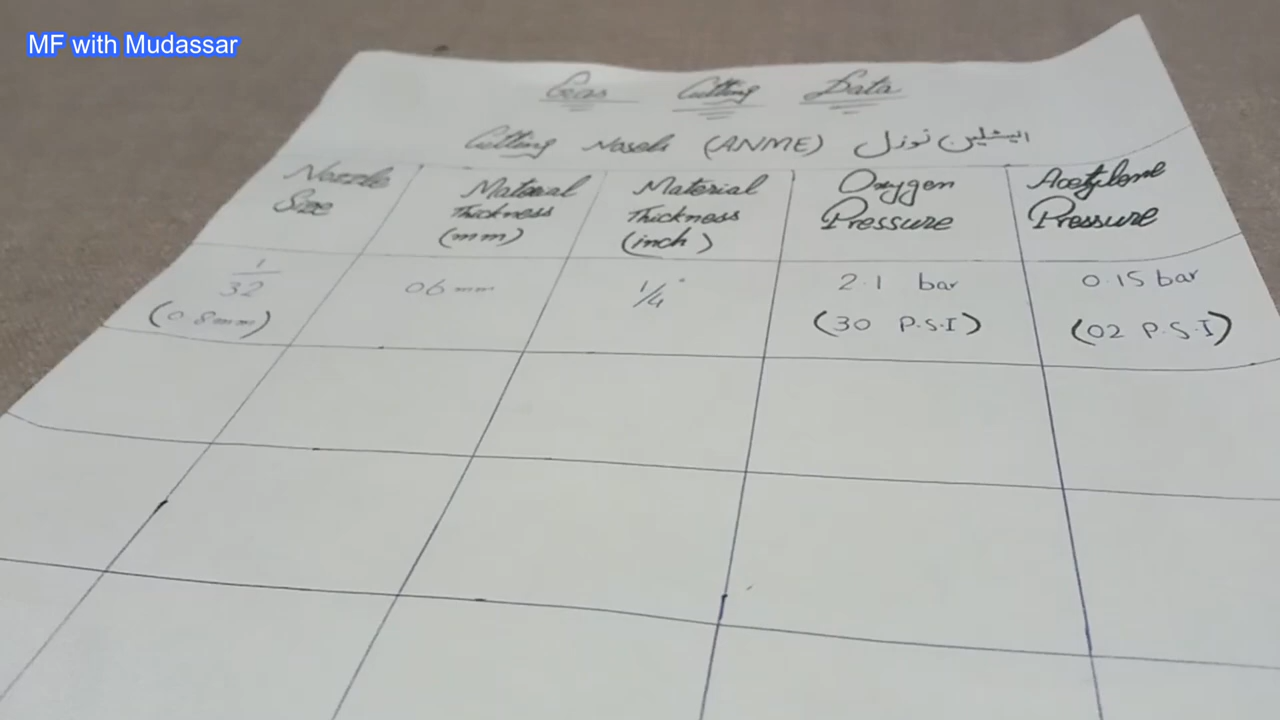 MF with Mudassar
Gas Cutting Data
Cutting Nozel (ANME) ایسٹلین نوزل
Nozzle
Size
Material
Thickness
(mm)
Material
Thickness
(inch)
Oxygen
Pressure
Acetylene
Pressure
1/32
(0.8mm)
06 mm
1/4"
2.1 bar
(30 P.S.I)
0.15 bar
(02 P.S.I)